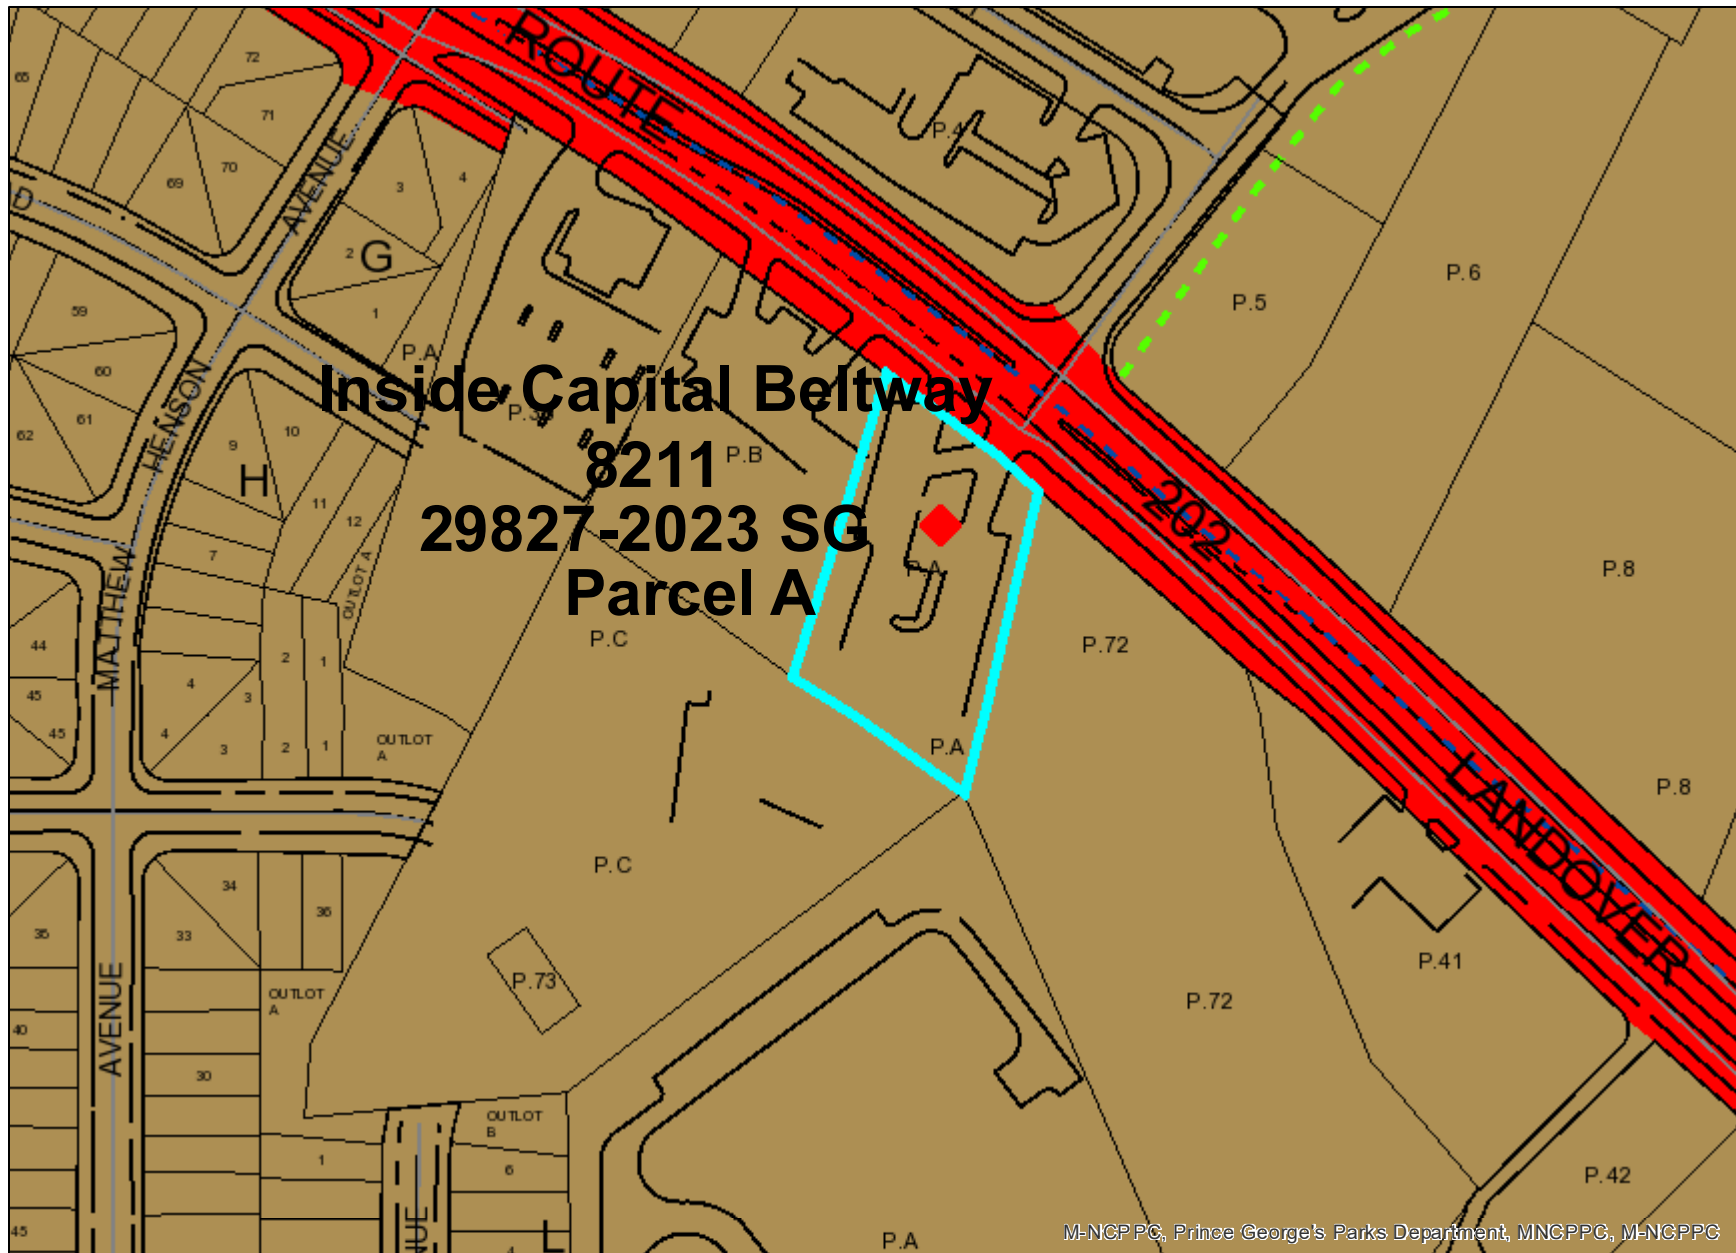 ROUTE
72
65
71
70
69
AVENUE
D
P.4
3
4
2
G
1
P.6
P.5
59
60
61
62
P.A
HENSON
Inside Capital Beltway
8211
29827-2023 SG
Parcel A
P.B
9
10
H
11
12
7
OUTLOT A
202
P.A
P.8
MATTHEW
44
45
45
P.C
P.72
2
1
4
3
4
3
2
1
OUTLOT
A
P.A
P.8
LANDOVER
P.C
34
36
35
33
P.73
OUTLOT
A
P.41
P.72
AVENUE
40
30
OUTLOT
B
1
6
P.42
45
NUE
L
4
P.A
M-NCPPC, Prince George's Parks Department, MNCPPC, M-NCPPC